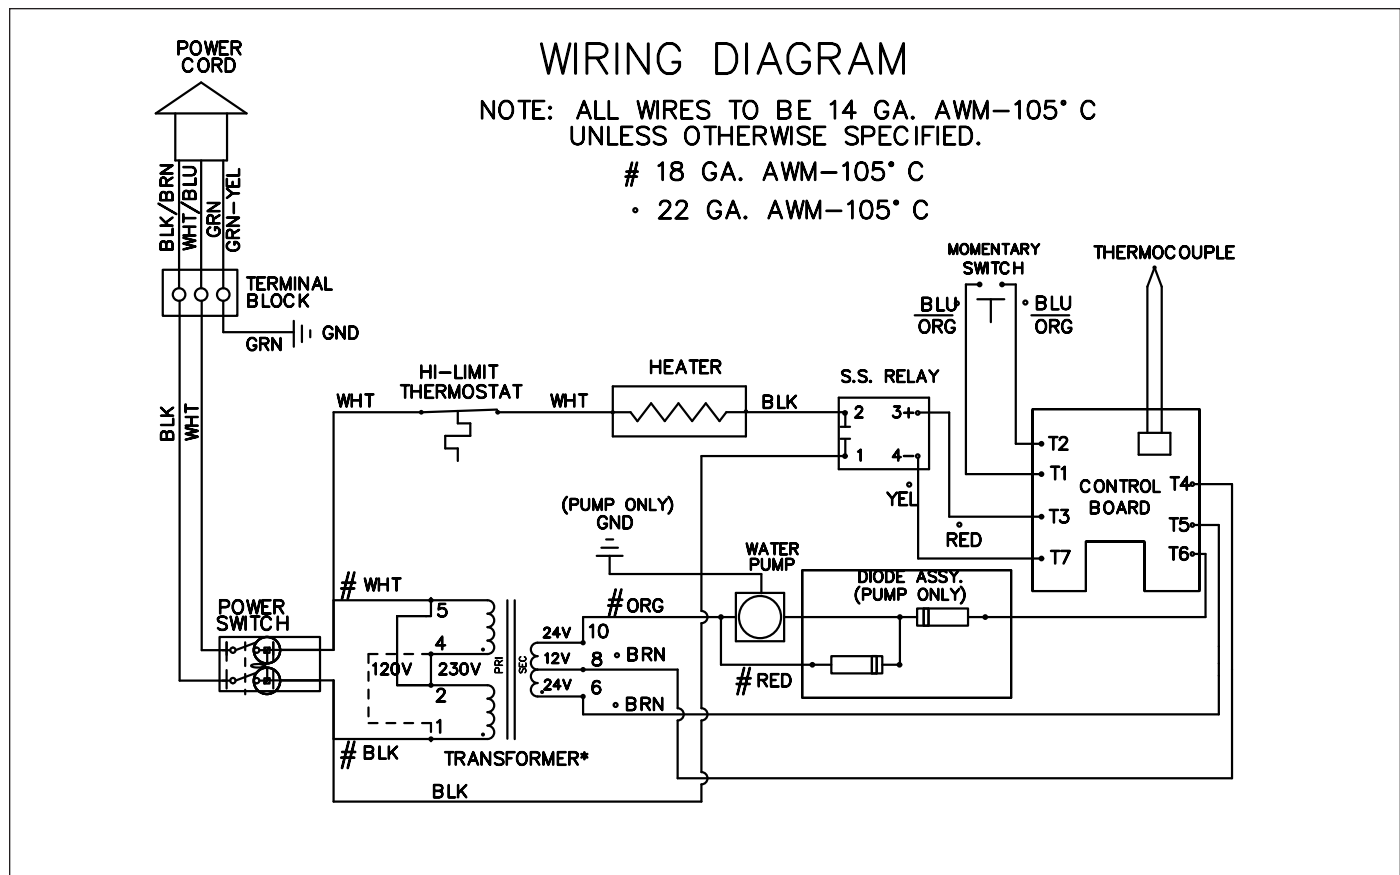 POWER
CORD
WIRING DIAGRAM
NOTE: ALL WIRES TO BE 14 GA. AWM-105° C
UNLESS OTHERWISE SPECIFIED.
# 18 GA. AWM-105° C
° 22 GA. AWM-105° C
BLK/BRN
WHT/BLU
GRN
GRN-YEL
TERMINAL
BLOCK
GRN
GND
BLK
WHT
MOMENTARY
SWITCH
THERMOCOUPLE
BLU°
ORG
° BLU
ORG
WHT
HI-LIMIT
THERMOSTAT
WHT
HEATER
BLK
S.S. RELAY
2 3+
1 4-
° YEL
° RED
T2
T1
T3
T7
CONTROL
BOARD
T4
T5
T6
(PUMP ONLY)
GND
WATER
PUMP
DIODE ASSY.
(PUMP ONLY)
POWER
SWITCH
# WHT
5
4
120V
230V
2
1
# BLK
PRI
SEC
TRANSFORMER*
24V
12V
24V
10
8
6
# ORG
° BRN
# RED
° BRN
BLK